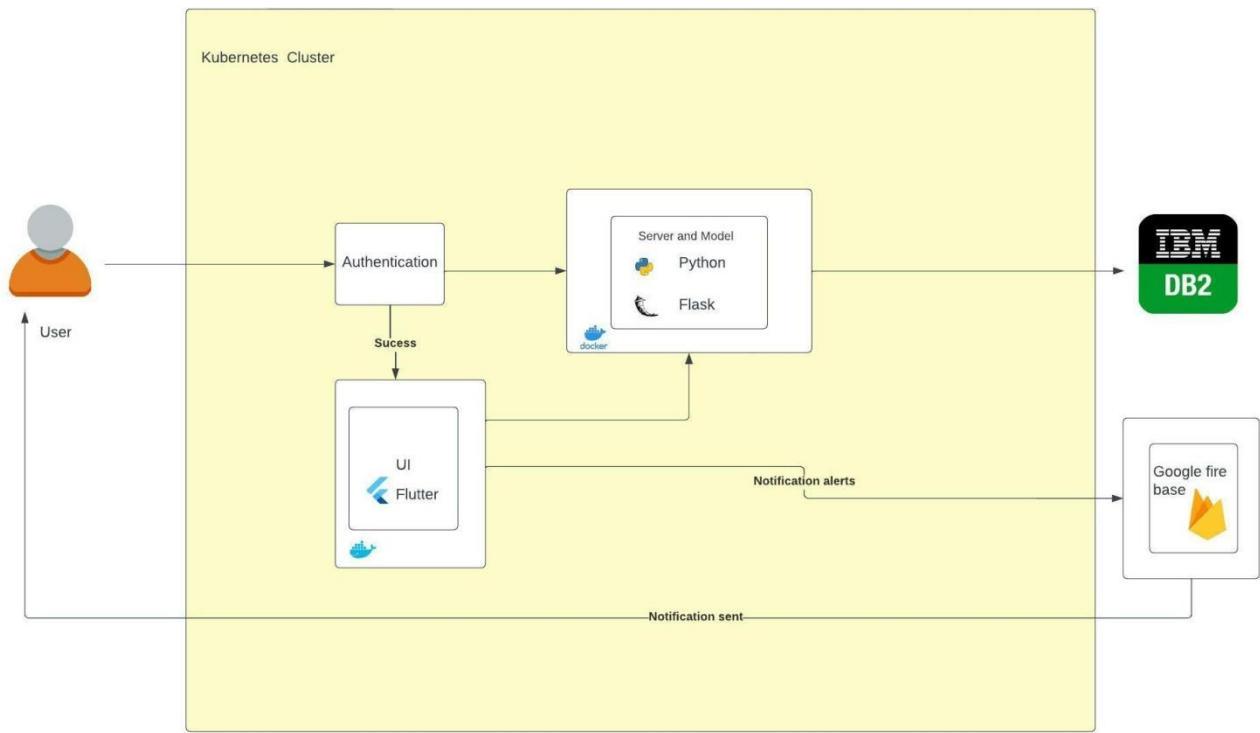 Kubernetes Cluster
User
Authentication
Sucess
Server and Model
Python
Flask
docker
UI
Flutter
IBM
DB2
Google fire
base
Notification alerts
Notification sent